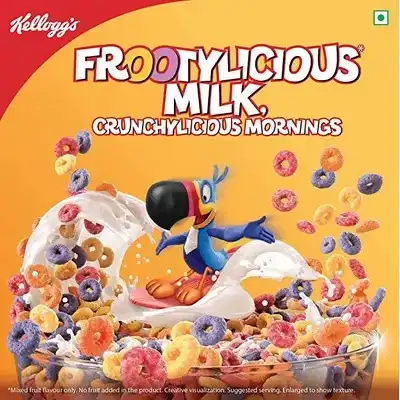 Kellogg's
FROOTYLICIOUS*
MILK,
CRUNCHYLICIOUS MORNINGS
*Mixed fruit flavour only. No fruit added in the product. Creative visualization. Suggested serving. Enlarged to show texture.